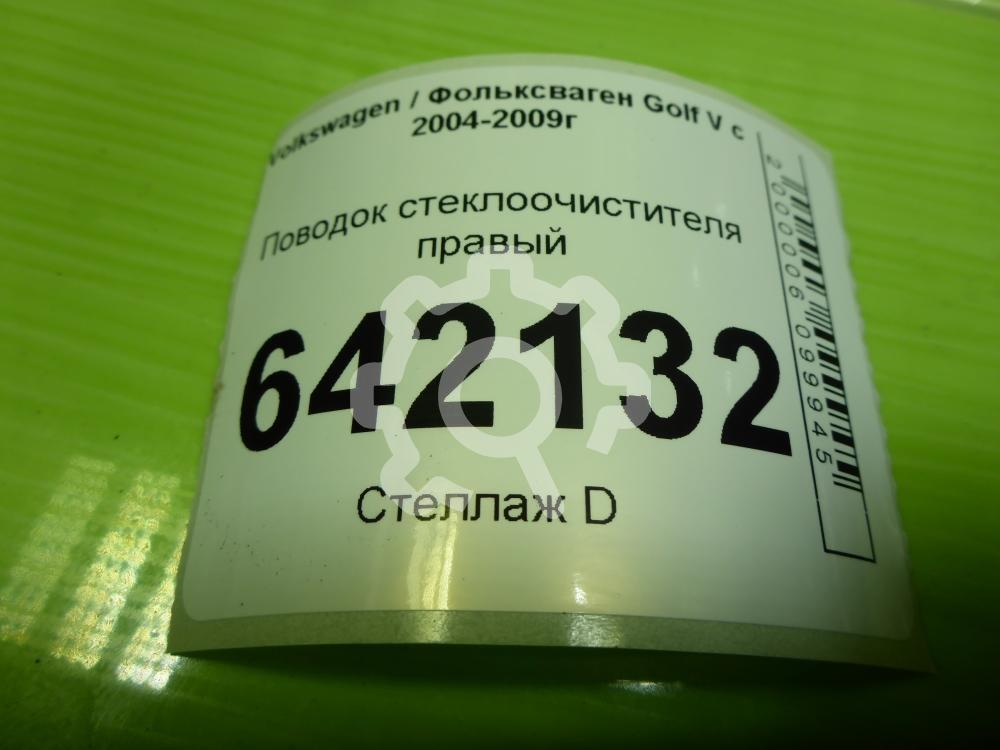 Volkswagen / Фольксваген Golf V с
2004-2009г
Поводок стеклоочистителя
правый
642132
Стеллаж D
2000006099945